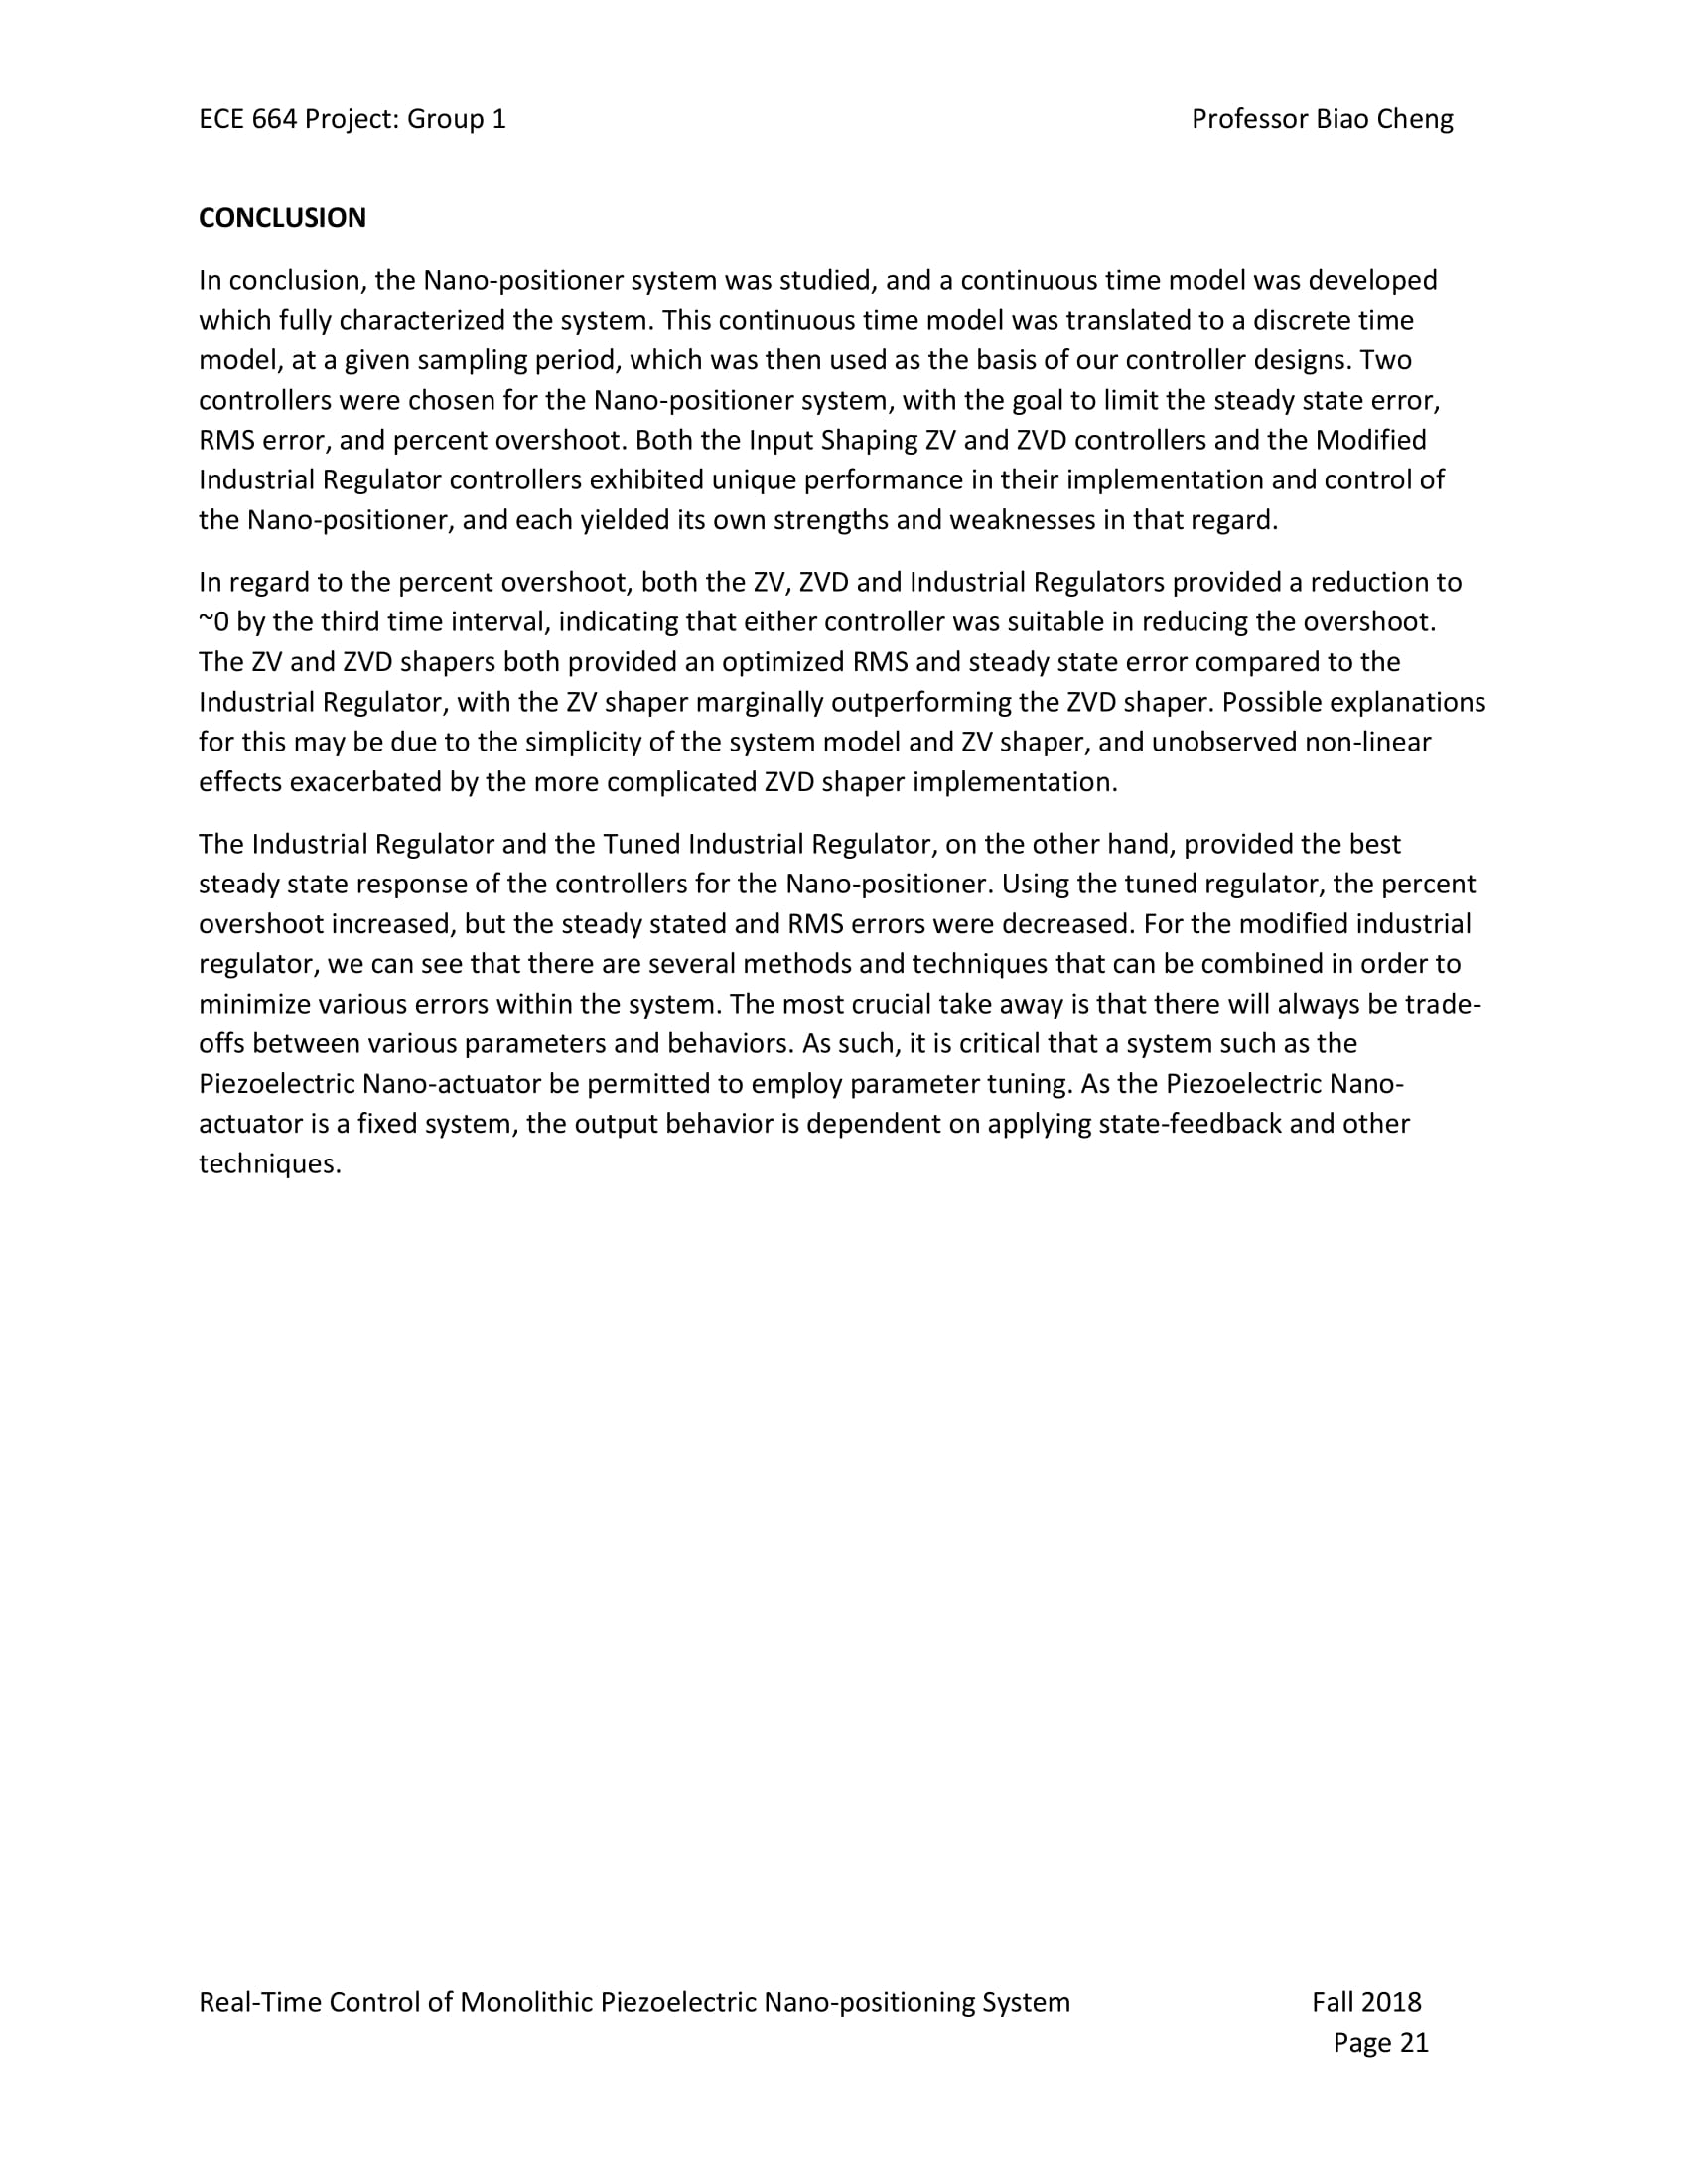 ECE 664 Project: Group 1 Professor Biao Cheng
CONCLUSION
In conclusion, the Nano-positioner system was studied, and a continuous time model was developed
which fully characterized the system. This continuous time model was translated to a discrete time
model, at a given sampling period, which was then used as the basis of our controller designs. Two
controllers were chosen for the Nano-positioner system, with the goal to limit the steady state error,
RMS error, and percent overshoot. Both the Input Shaping ZV and ZVD controllers and the Modified
Industrial Regulator controllers exhibited unique performance in their implementation and control of
the Nano-positioner, and each yielded its own strengths and weaknesses in that regard.
In regard to the percent overshoot, both the ZV, ZVD and Industrial Regulators provided a reduction to
~0 by the third time interval, indicating that either controller was suitable in reducing the overshoot.
The ZV and ZVD shapers both provided an optimized RMS and steady state error compared to the
Industrial Regulator, with the ZV shaper marginally outperforming the ZVD shaper. Possible explanations
for this may be due to the simplicity of the system model and ZV shaper, and unobserved non-linear
effects exacerbated by the more complicated ZVD shaper implementation.
The Industrial Regulator and the Tuned Industrial Regulator, on the other hand, provided the best
steady state response of the controllers for the Nano-positioner. Using the tuned regulator, the percent
overshoot increased, but the steady stated and RMS errors were decreased. For the modified industrial
regulator, we can see that there are several methods and techniques that can be combined in order to
minimize various errors within the system. The most crucial take away is that there will always be trade-
offs between various parameters and behaviors. As such, it is critical that a system such as the
Piezoelectric Nano-actuator be permitted to employ parameter tuning. As the Piezoelectric Nano-
actuator is a fixed system, the output behavior is dependent on applying state-feedback and other
techniques.
Real-Time Control of Monolithic Piezoelectric Nano-positioning System Fall 2018
Page 21